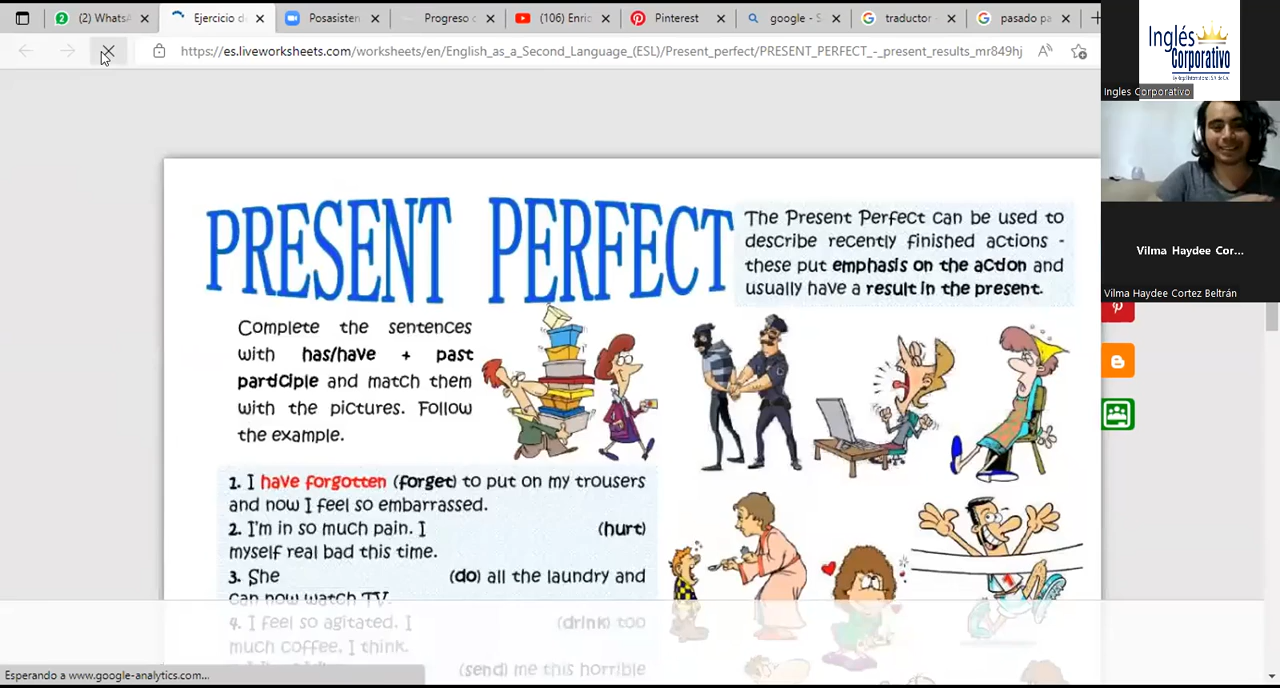 (2) WhatsA
Ejercicio d
Posasisten
Progreso c
(106) Enric
Pinterest
google - S
traductor -
pasado pa
https://es.liveworksheets.com/worksheets/en/English_as_a_Second_Language_(ESL)/Present_perfect/PRESENT_PERFECT_-_present_results_mr849hj
Inglés
Corporativo
Ingles Corporativo
Vilma Haydee Cor...
Vilma Haydee Cortez Beltrán
PRESENT PERFECT
The Present Perfect can be used to
describe recently finished actions -
these put emphasis on the action and
usually have a result in the present.
Complete the sentences
with has/have + past
participle and match them
with the pictures. Follow
the example.
1. I have forgotten (forget) to put on my trousers
and now I feel so embarrassed.
2. I'm in so much pain. I (hurt)
myself real bad this time.
3. She (do) all the laundry and
can now watch TV.
4. I feel so agitated. I (drink) too
much coffee, I think.
(send) me this horrible
Esperando a www.google-analytics.com...